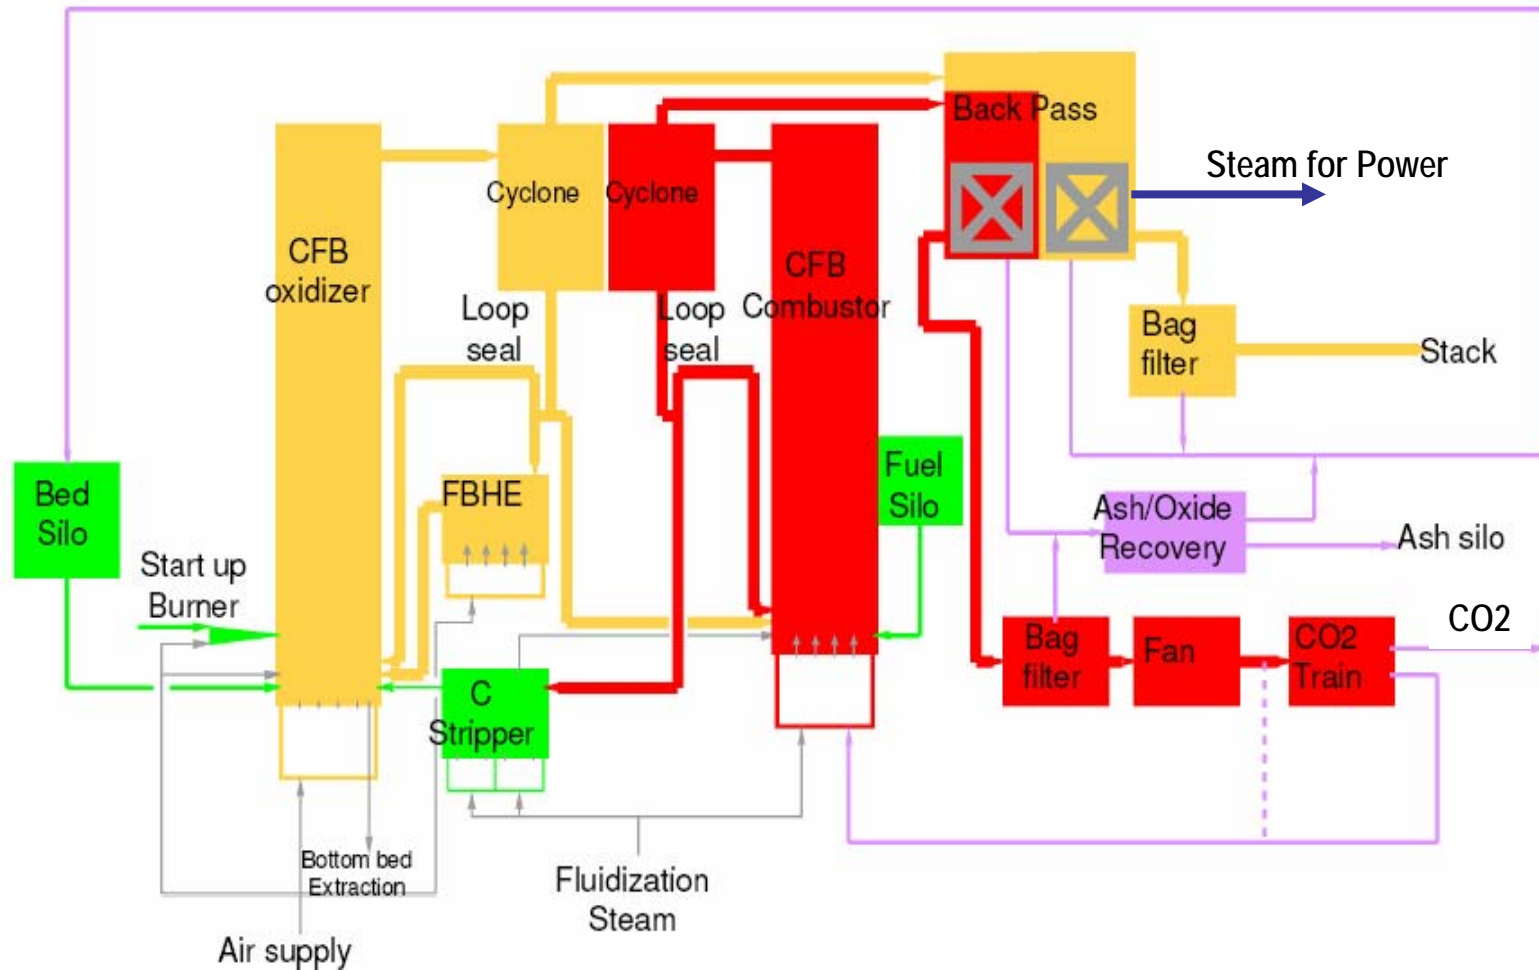 Back Pass
Steam for Power
Cyclone
Cyclone
CFB
oxidizer
CFB
Combustor
Loop
seal
Loop
seal
Bag
filter
Stack
Bed
Silo
FBHE
Fuel
Silo
Ash/Oxide
Recovery
Ash silo
Start up
Burner
CO2
Bag
filter
Fan
CO2
Train
C
Stripper
Bottom bed
Extraction
Fluidization
Steam
Air supply